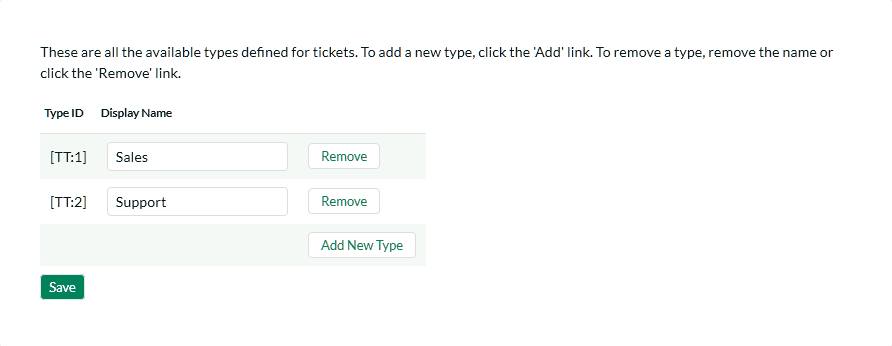 These are all the available types defined for tickets. To add a new type, click the 'Add' link. To remove a type, remove the name or
click the 'Remove' link.
Type ID Display Name
[TT:1] Sales Remove
[TT:2] Support Remove
Add New Type
Save